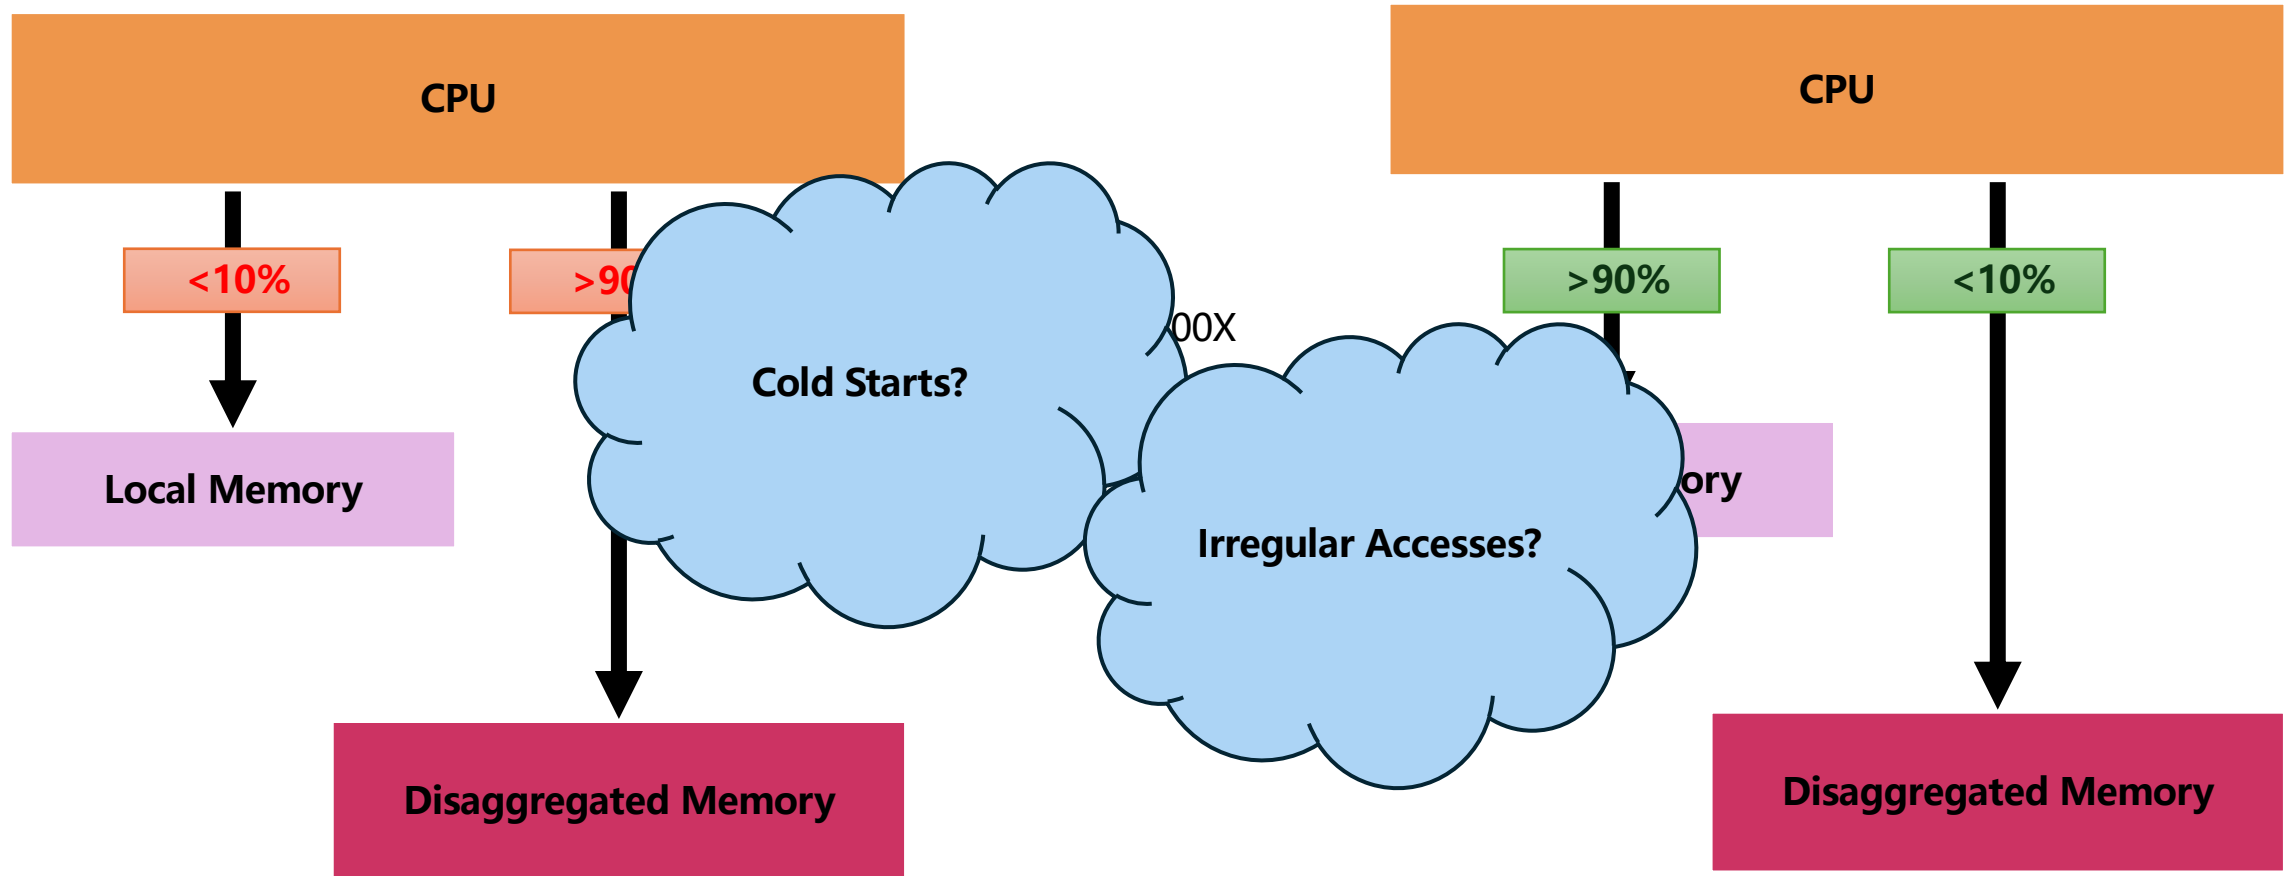 CPU
CPU
<10%
>90
>90%
<10%
00X
Cold Starts?
Local Memory
ory
Irregular Accesses?
Disaggregated Memory
Disaggregated Memory